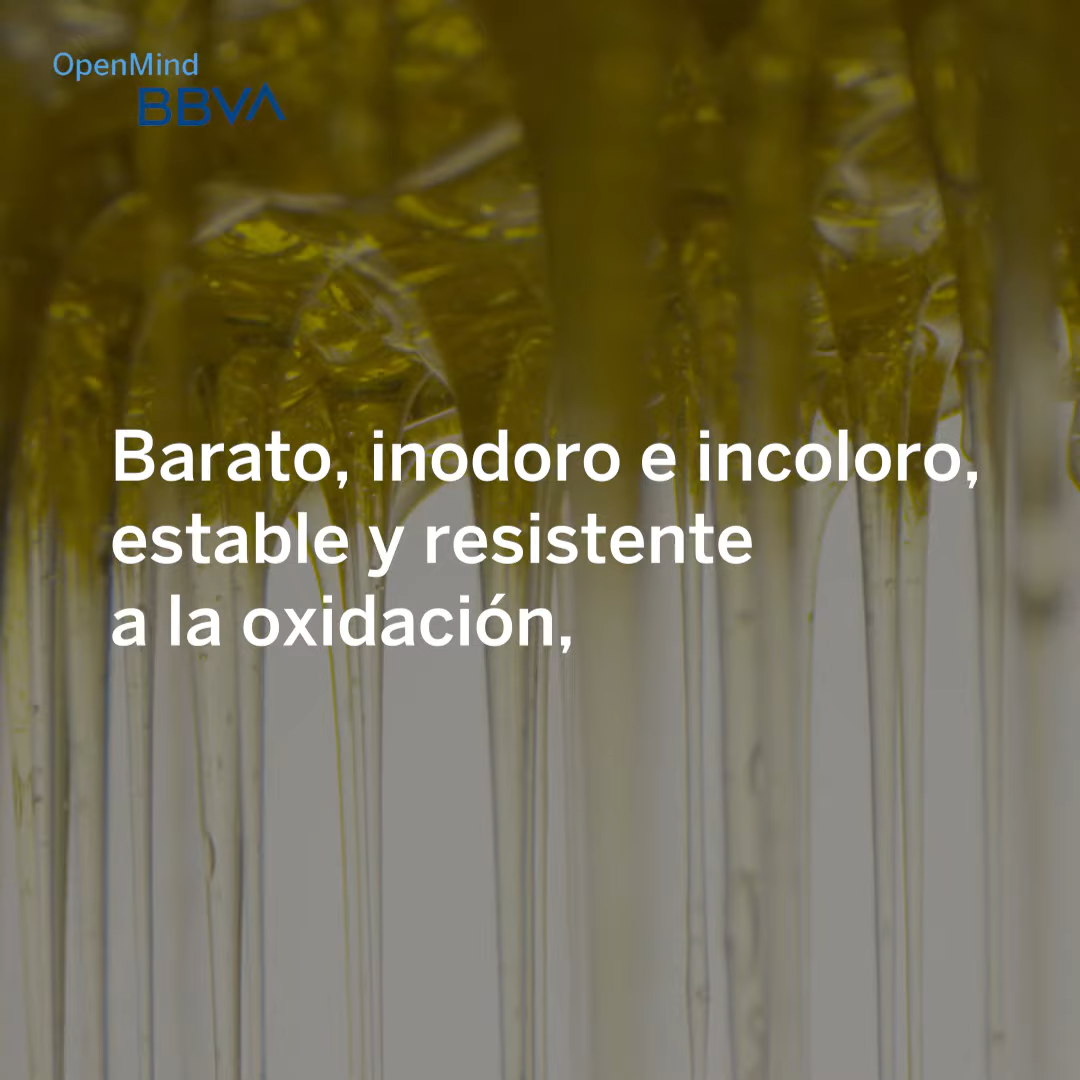 OpenMind
BBVA
Barato, inodoro e incoloro,
estable y resistente
a la oxidación,